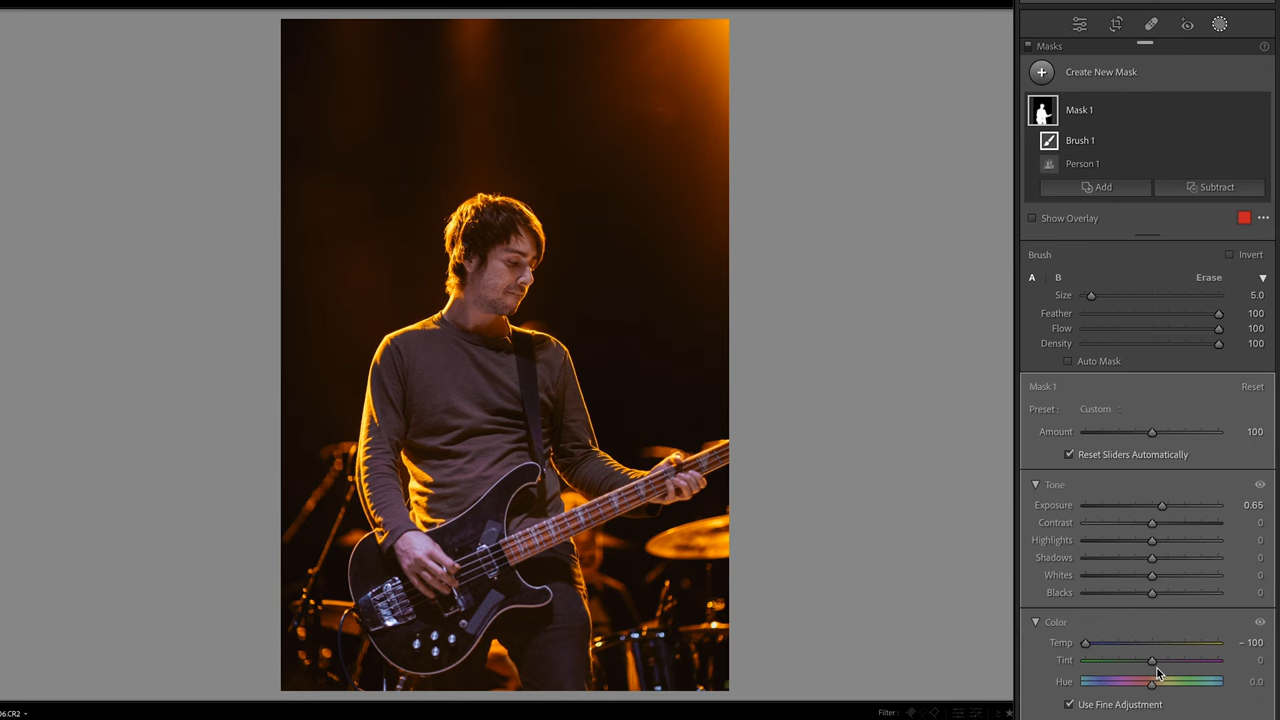 Masks
Create New Mask
Mask 1
Brush 1
Person 1
Add Subtract
Show Overlay
Brush Invert
A B Erase
Size 5.0
Feather 100
Flow 100
Density 100
Auto Mask
Mask 1 Reset
Preset : Custom
Amount 100
Reset Sliders Automatically
Tone
Exposure 0.65
Contrast 0
Highlights 0
Shadows 0
Whites 0
Blacks 0
Color
Temp – 100
Tint 0
Hue 0.0
Use Fine Adjustment
06.CR2 Filter :